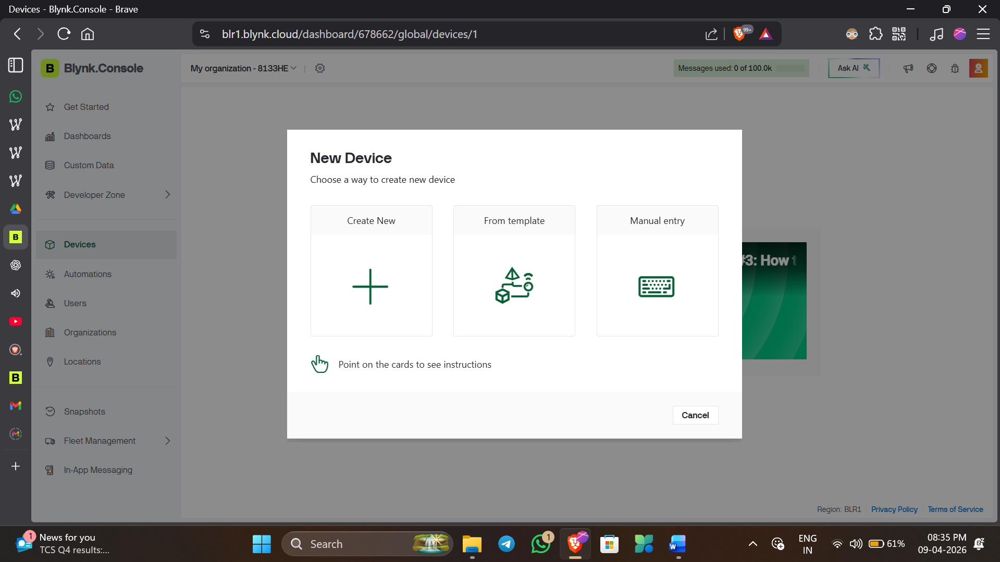 Devices - Blynk.Console - Brave
blr1.blynk.cloud/dashboard/678662/global/devices/1
99+
B Blynk.Console
My organization - 8133HE
Messages used: 0 of 100.0k
Ask AI
Get Started
Dashboards
Custom Data
Developer Zone
Devices
Automations
Users
Organizations
Locations
Snapshots
Fleet Management
In-App Messaging
New Device
Choose a way to create new device
Create New
From template
Manual entry
Point on the cards to see instructions
Cancel
#3: How t
Region: BLR1
Privacy Policy
Terms of Service
B
B
1
News for you
TCS Q4 results:...
Search
1
W
ENG
IN
61%
08:35 PM
09-04-2026